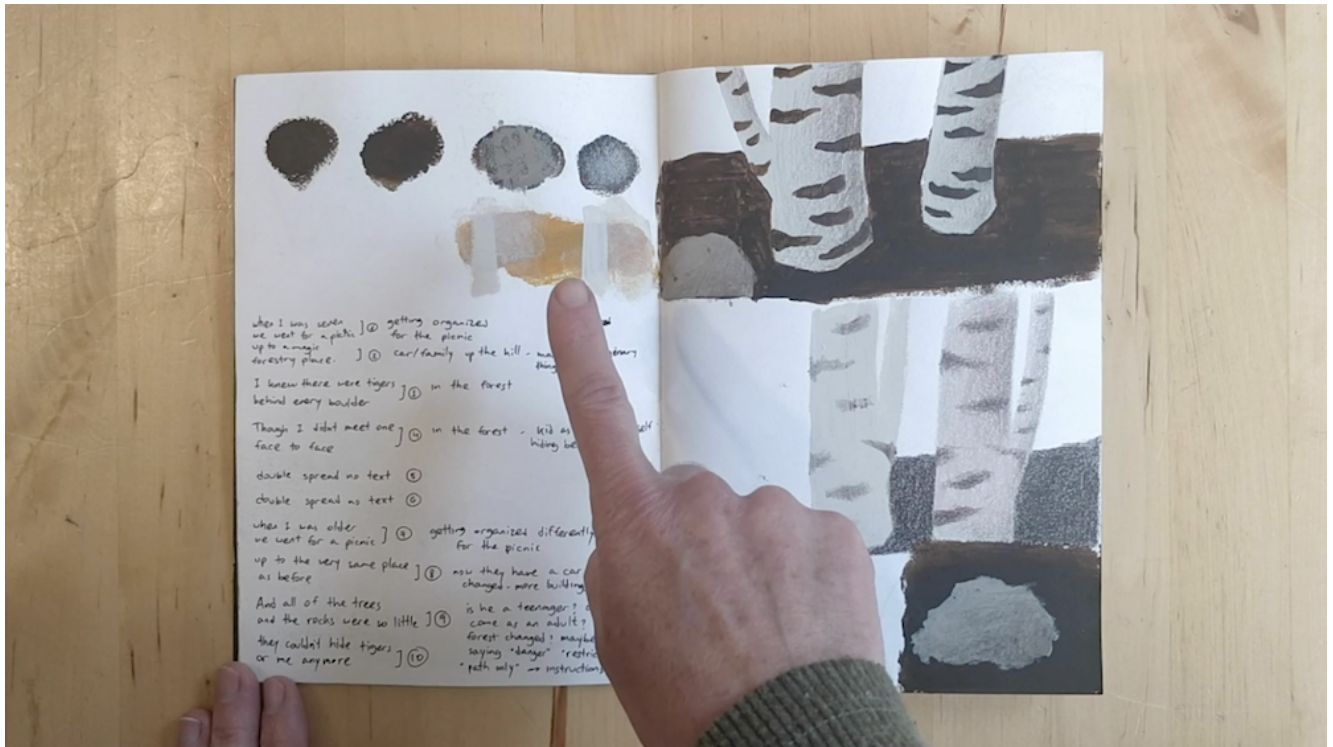 when I was seven
we went for a picnic ] ① getting organized
for the picnic
up to a magic
forestry place. ] ② car/family up the hill -
I knew there were tigers
behind every boulder ] ③ in the forest
Though I didn't meet one
face to face ] ④ in the forest - kid as
hiding
double spread no text ⑤
double spread no text ⑥
when I was older
we went for a picnic ] ⑦ getting organized differently
for the picnic
up to the very same place
as before ] ⑧ now they have a car
changed - more building
And all of the trees
and the rocks were so little ] ⑨ is he a teenager?
come as an adult?
forest changed? maybe
they couldn't hide tigers
or me anymore ] ⑩ saying "danger"
"path only" → instructions